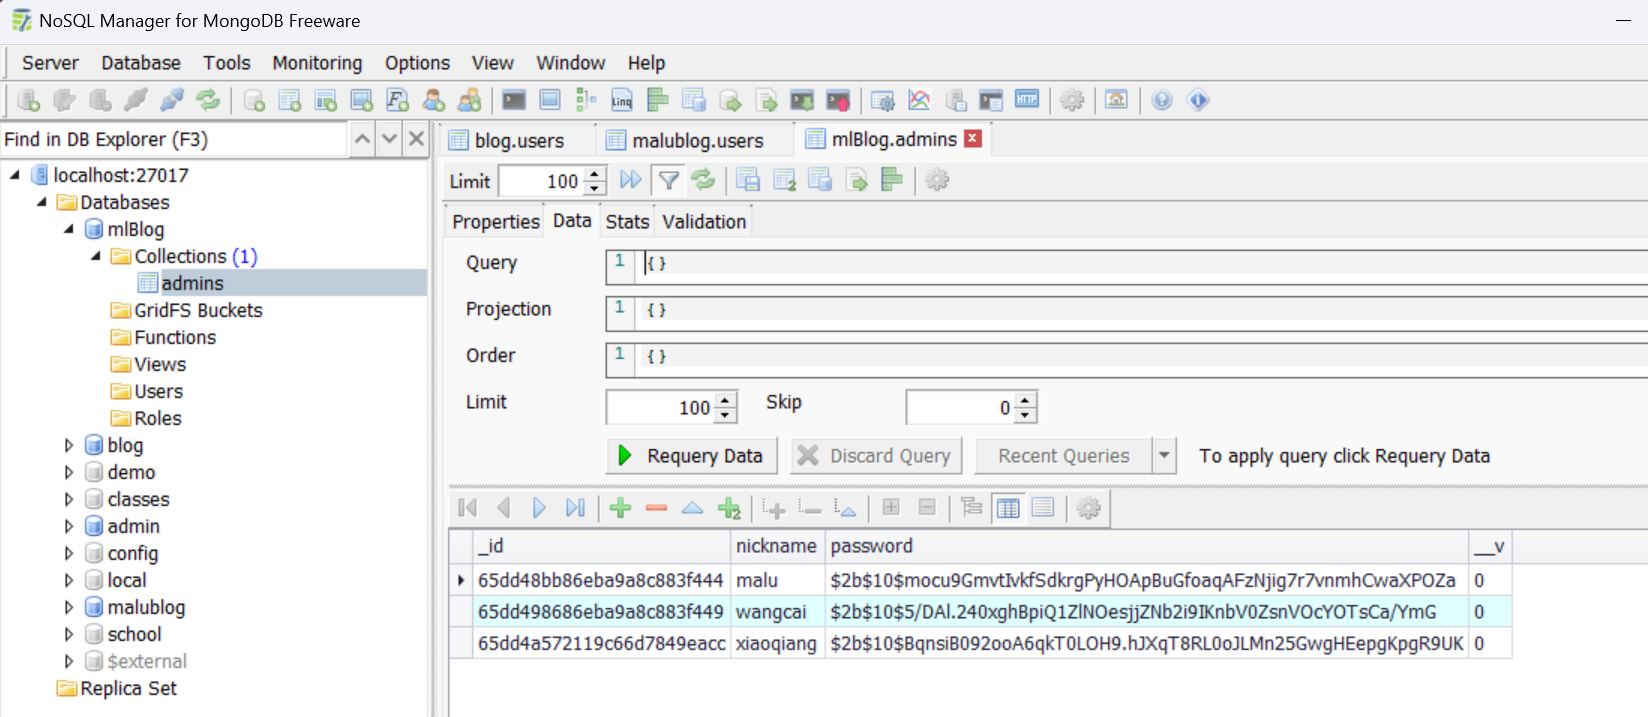 NoSQL Manager for MongoDB Freeware
Server Database Tools Monitoring Options View Window Help
Linq HTTP
Find in DB Explorer (F3)
blog.users malublog.users mlBlog.admins
localhost:27017
Databases
mlBlog
Collections (1)
admins
GridFS Buckets
Functions
Views
Users
Roles
blog
demo
classes
admin
config
local
malublog
school
$external
Replica Set
Limit 100
Properties Data Stats Validation
Query 1 {}
Projection 1 {}
Order 1 {}
Limit 100 Skip 0
Requery Data Discard Query Recent Queries To apply query click Requery Data
_id nickname password __v
65dd48bb86eba9a8c883f444 malu $2b$10$mocu9GmvtIvkfSdkrgPyHOApBuGfoaqAFzNjig7r7vnmhCwaXPOZa 0
65dd498686eba9a8c883f449 wangcai $2b$10$5/DAl.240xghBpiQ1ZlNOesjjZNb2i9IKnbV0ZsnVOcYOTsCa/YmG 0
65dd4a572119c66d7849eacc xiaoqiang $2b$10$BqnsiB092ooA6qkT0LOH9.hJXqT8RL0oJLMn25GwgHEepgKpgR9UK 0